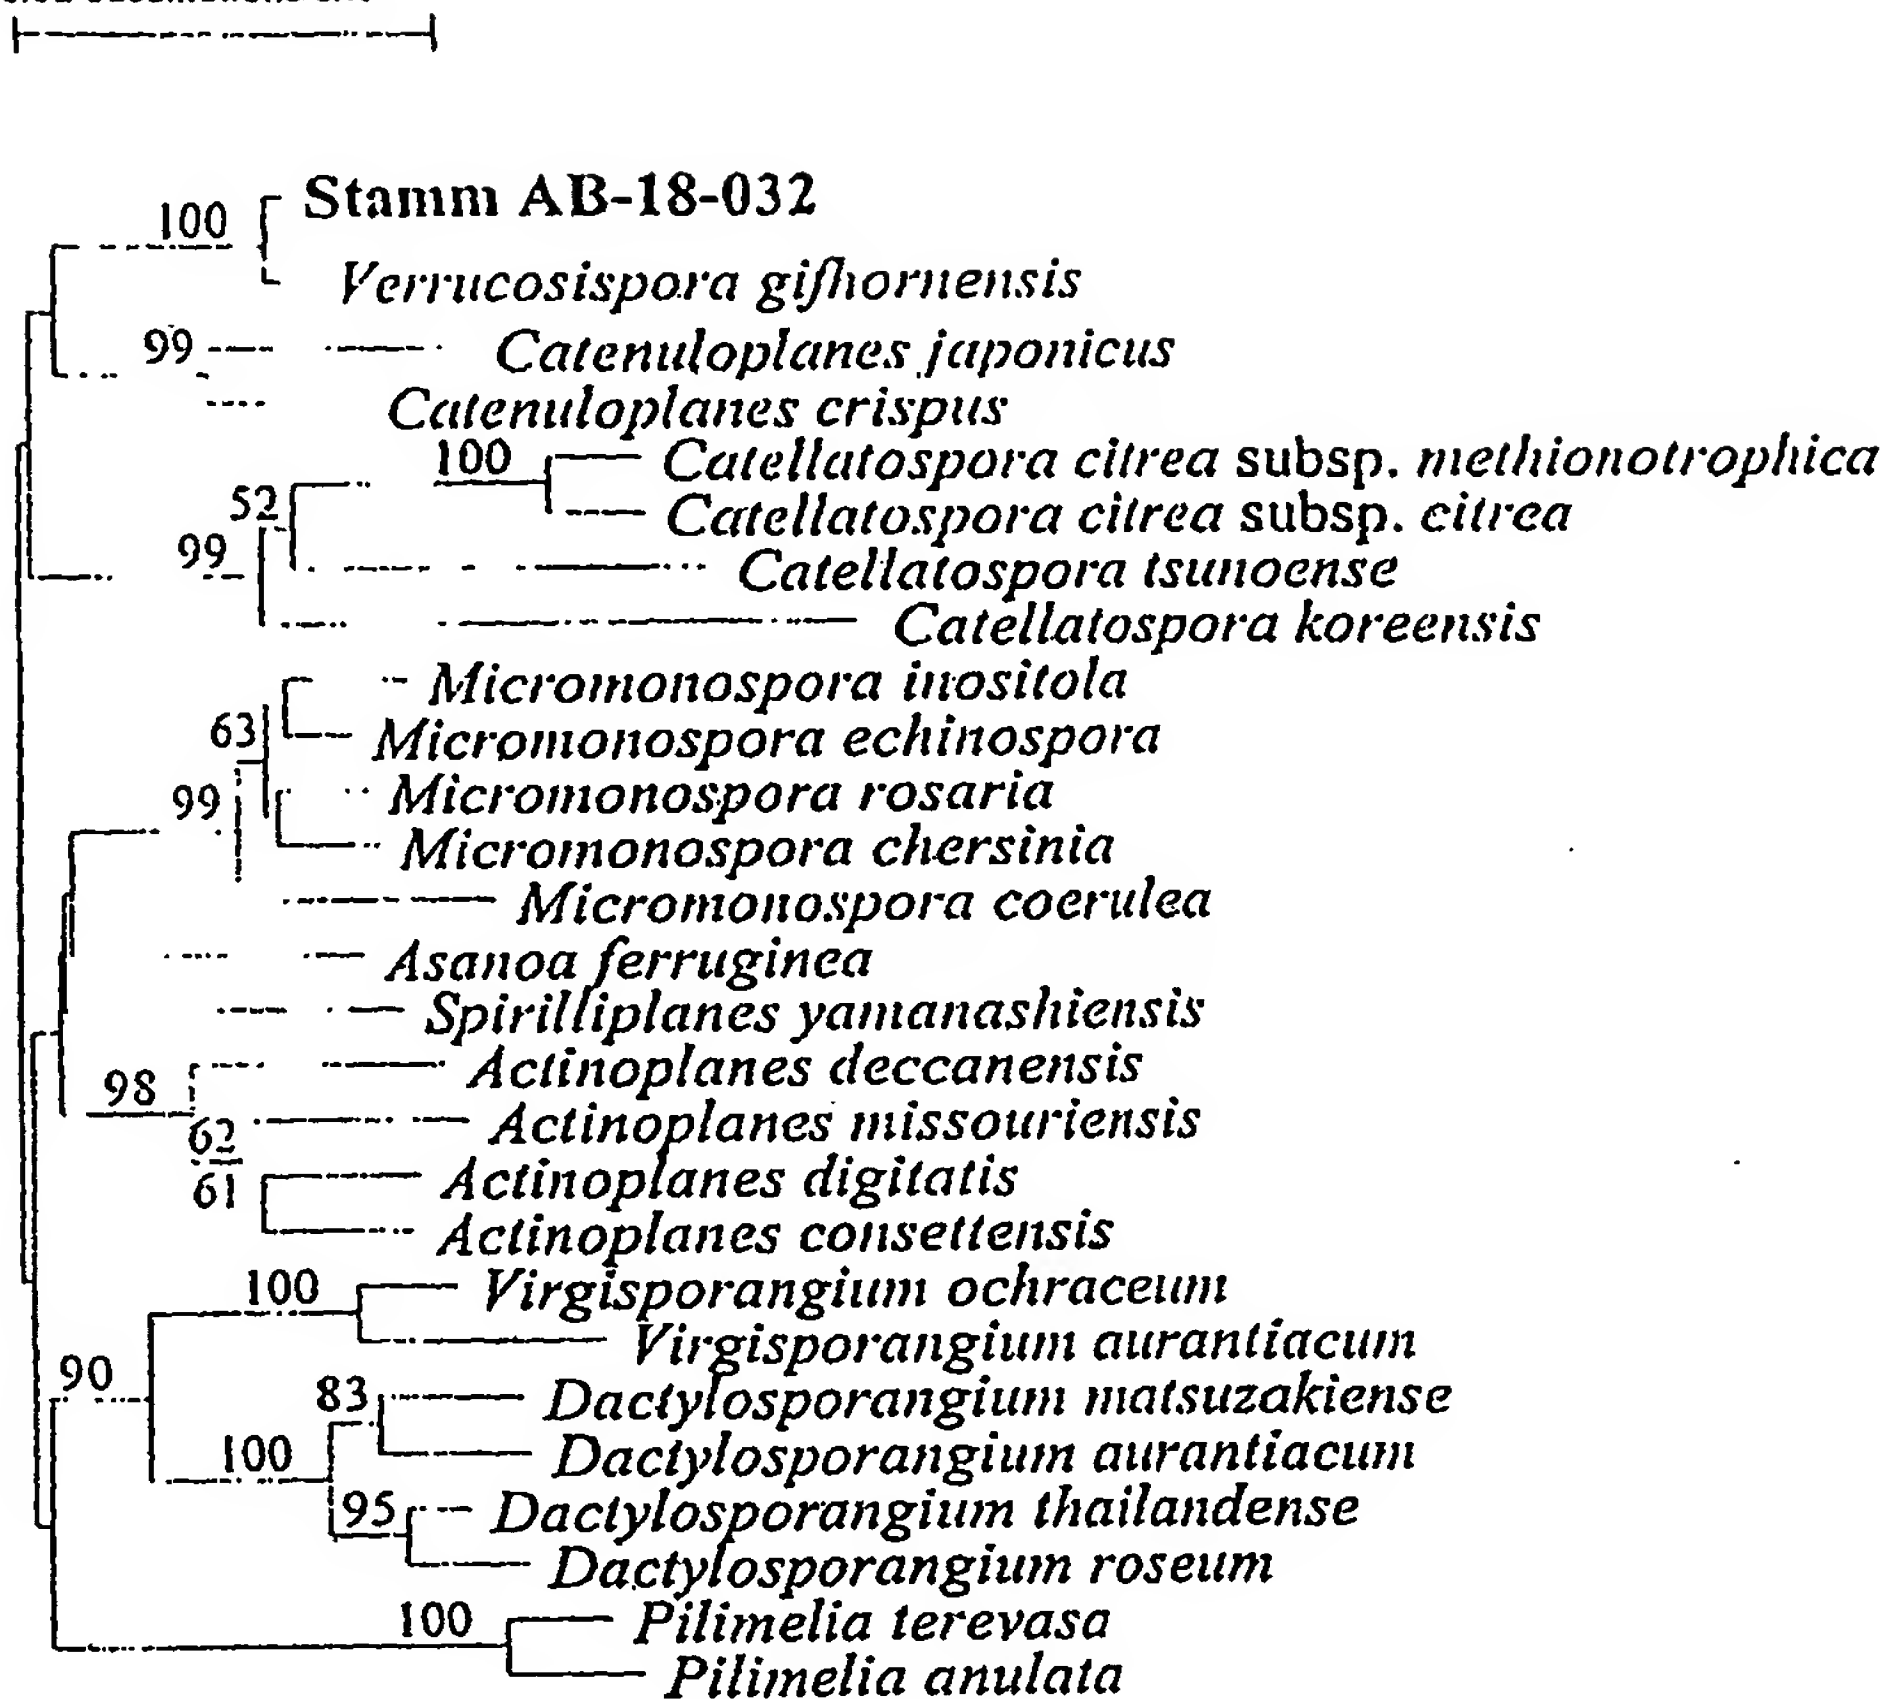 100
Stamm AB-18-032
Verrucosispora gifhornensis
99
Catenuloplanes japonicus
Catenuloplanes crispus
100
Catellatospora citrea subsp. methionotrophica
52
Catellatospora citrea subsp. citrea
99
Catellatospora tsunoense
Catellatospora koreensis
Micromonospora inositola
63
Micromonospora echinospora
99
Micromonospora rosaria
Micromonospora chersinia
Micromonospora coerulea
Asanoa ferruginea
Spirilliplanes yamanashiensis
98
Actinoplanes deccanensis
62
Actinoplanes missouriensis
61
Actinoplanes digitatis
Actinoplanes consettensis
100
Virgisporangium ochraceum
Virgisporangium aurantiacum
90
83
Dactylosporangium matsuzakiense
100
Dactylosporangium aurantiacum
95
Dactylosporangium thailandense
Dactylosporangium roseum
100
Pilimelia terevasa
Pilimelia anulata